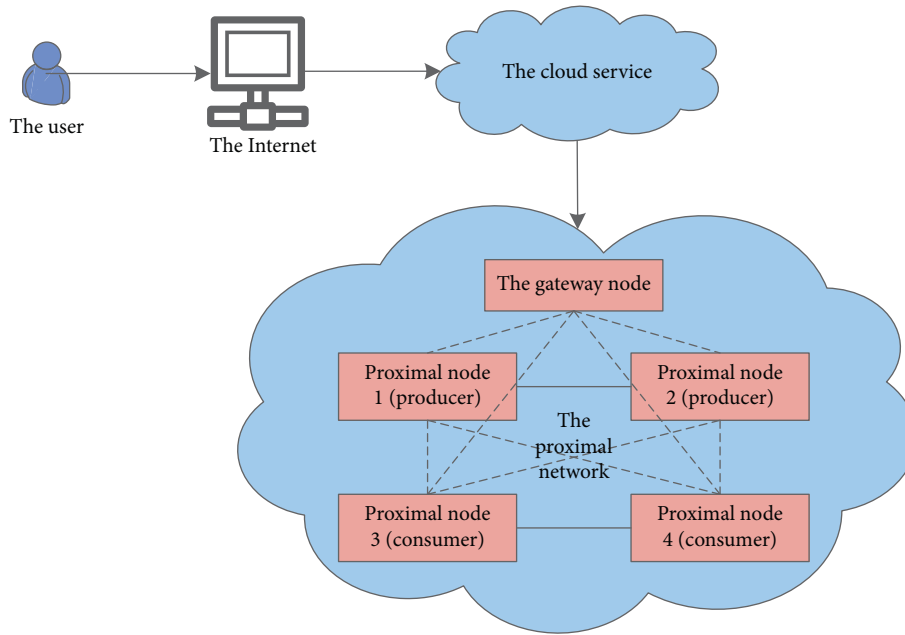 The cloud service
The user
The Internet
The gateway node
Proximal node
1 (producer)
Proximal node
2 (producer)
The
proximal
network
Proximal node
3 (consumer)
Proximal node
4 (consumer)